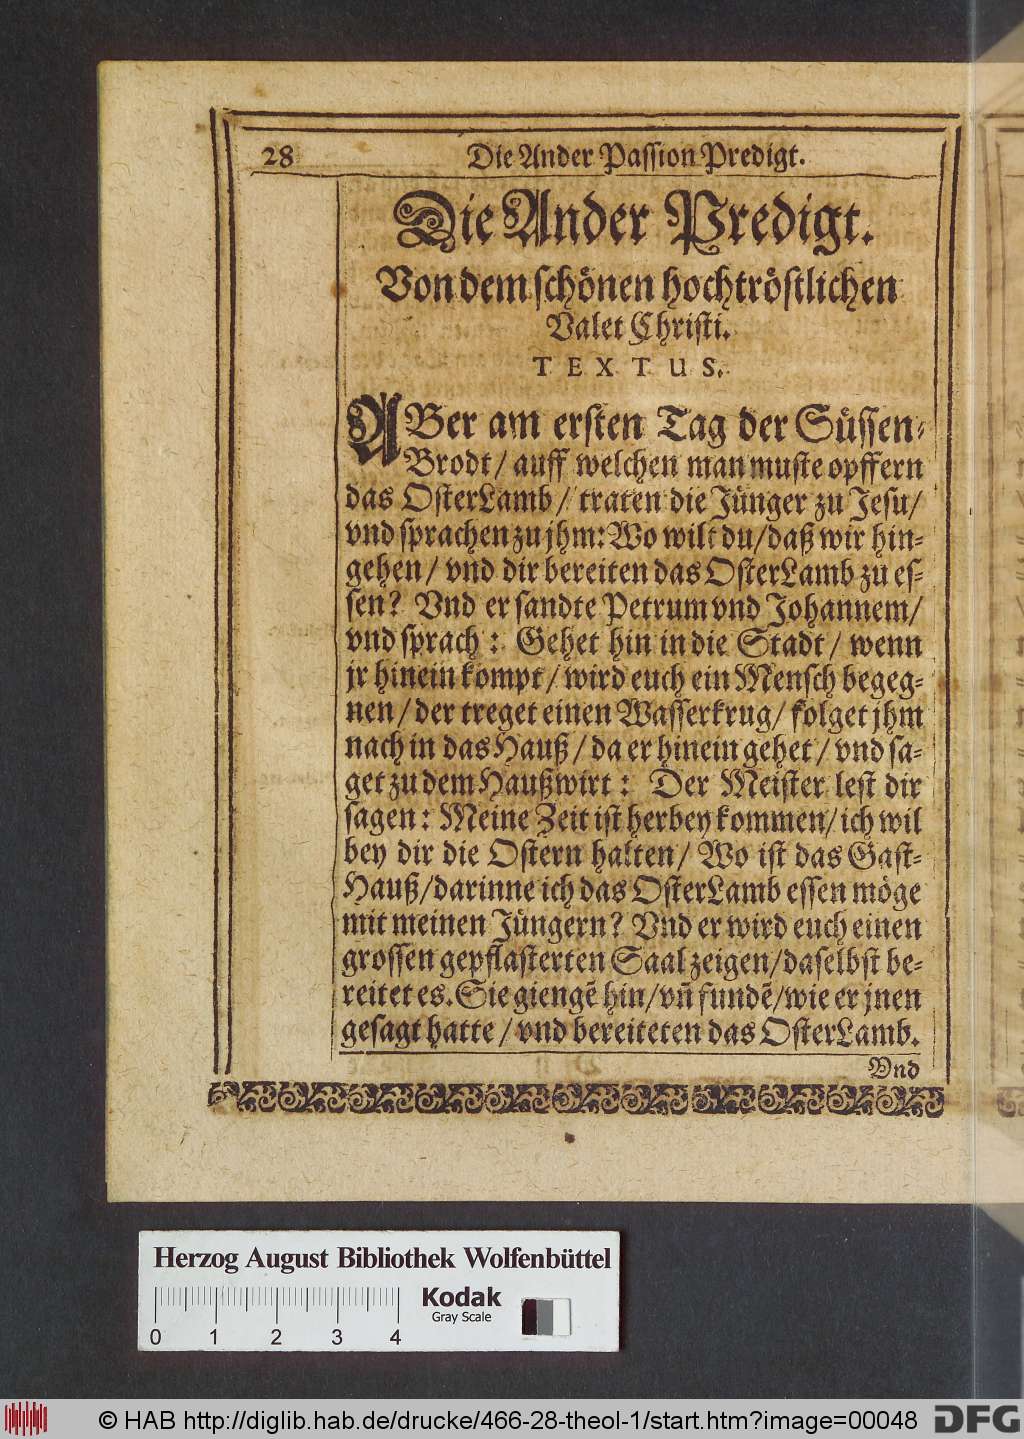 28 Die Ander Passion Predigt.
Die Ander Predigt.
Von dem schönen hochtröstlichen
Valet Christi.
TEXTUS.
ABer am ersten Tag der Süssen-
Brodt/ auff welchen man muste opffern
das OsterLamb/ traten die Jünger zu Jesu/
vnd sprachen zu jhm: Wo wilt du/ daß wir hin-
gehen/ vnd dir bereiten das OsterLamb zu es-
sen? Vnd er sandte Petrum vnd Johannem/
vnd sprach: Gehet hin in die Stadt/ wenn
jr hinein kompt/ wird euch ein Mensch begeg-
nen/ der treget einen Wasserkrug/ folget jhm
nach in das Hauß/ da er hinein gehet/ vnd sa-
get zu dem Haußwirt: Der Meister lest dir
sagen: Meine Zeit ist herbey kommen/ ich wil
bey dir die Ostern halten/ Wo ist das Gast-
Hauß/ darinne ich das OsterLamb essen möge
mit meinen Jüngern? Vnd er wird euch einen
grossen gepflasterten Saal zeigen/ daselbst be-
reitet es. Sie giengẽ hin/ vñ fundẽ/ wie er jnen
gesagt hatte/ vnd bereiteten das OsterLamb.
Vnd
Herzog August Bibliothek Wolfenbüttel
Kodak
Gray Scale
0 1 2 3 4
© HAB http://diglib.hab.de/drucke/466-28-theol-1/start.htm?image=00048
DFG